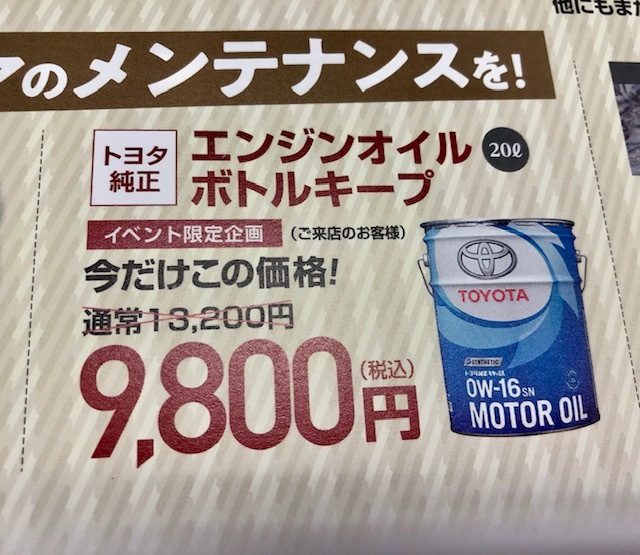 他にもまだ
アのメンテナンスを!
トヨタ
純正
エンジンオイル
ボトルキープ
20ℓ
イベント限定企画
(ご来店のお客様)
今だけこの価格!
通常13,200円
9,800円
(税込)
TOYOTA
SYNTHETIC
0W-16 SN
MOTOR OIL